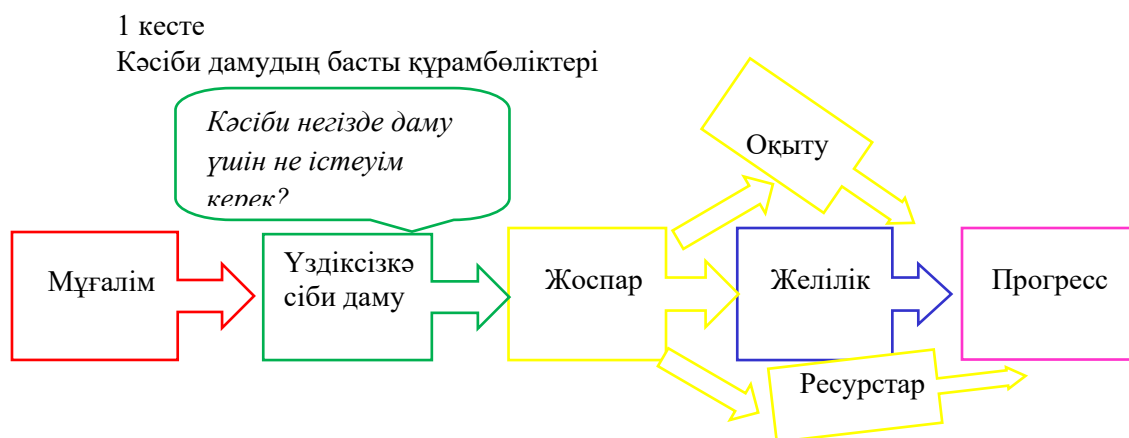 1 кесте
Кәсіби дамудың басты құрамбөліктері
Кәсіби негізде даму
үшін не істеуім
керек?
Оқыту
Мұғалім
Үздіксізкә
сіби даму
Жоспар
Желілік
Прогресс
Ресурстар